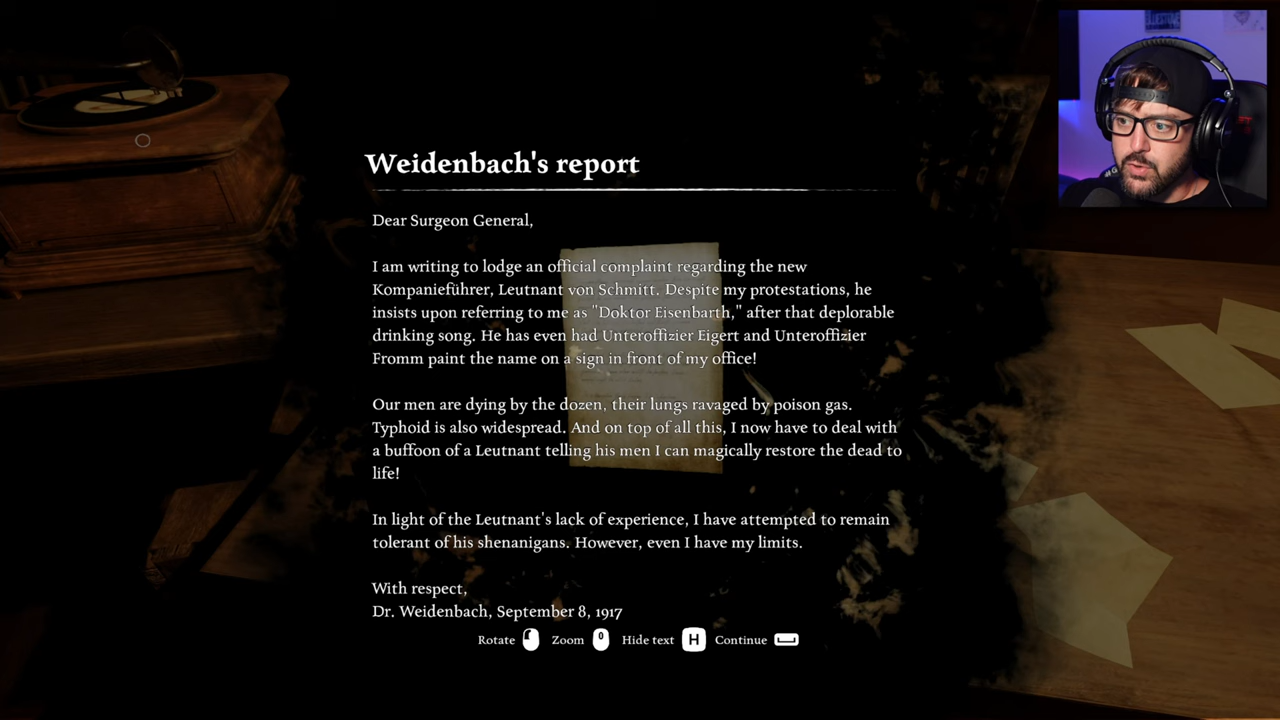 Weidenbach's report
Dear Surgeon General,
I am writing to lodge an official complaint regarding the new
Kompanieführer, Leutnant von Schmitt. Despite my protestations, he
insists upon referring to me as "Doktor Eisenbarth," after that deplorable
drinking song. He has even had Unteroffizier Eigert and Unteroffizier
Fromm paint the name on a sign in front of my office!
Our men are dying by the dozen, their lungs ravaged by poison gas.
Typhoid is also widespread. And on top of all this, I now have to deal with
a buffoon of a Leutnant telling his men I can magically restore the dead to
life!
In light of the Leutnant's lack of experience, I have attempted to remain
tolerant of his shenanigans. However, even I have my limits.
With respect,
Dr. Weidenbach, September 8, 1917
Rotate Zoom 0 Hide text H Continue